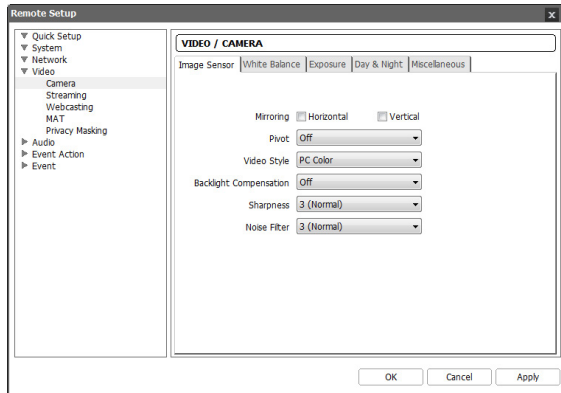 Remote Setup
x
Quick Setup
System
Network
Video
Camera
Streaming
Webcasting
MAT
Privacy Masking
Audio
Event Action
Event
VIDEO / CAMERA
Image Sensor White Balance Exposure Day & Night Miscellaneous
Mirroring Horizontal Vertical
Pivot Off
Video Style PC Color
Backlight Compensation Off
Sharpness 3 (Normal)
Noise Filter 3 (Normal)
OK Cancel Apply